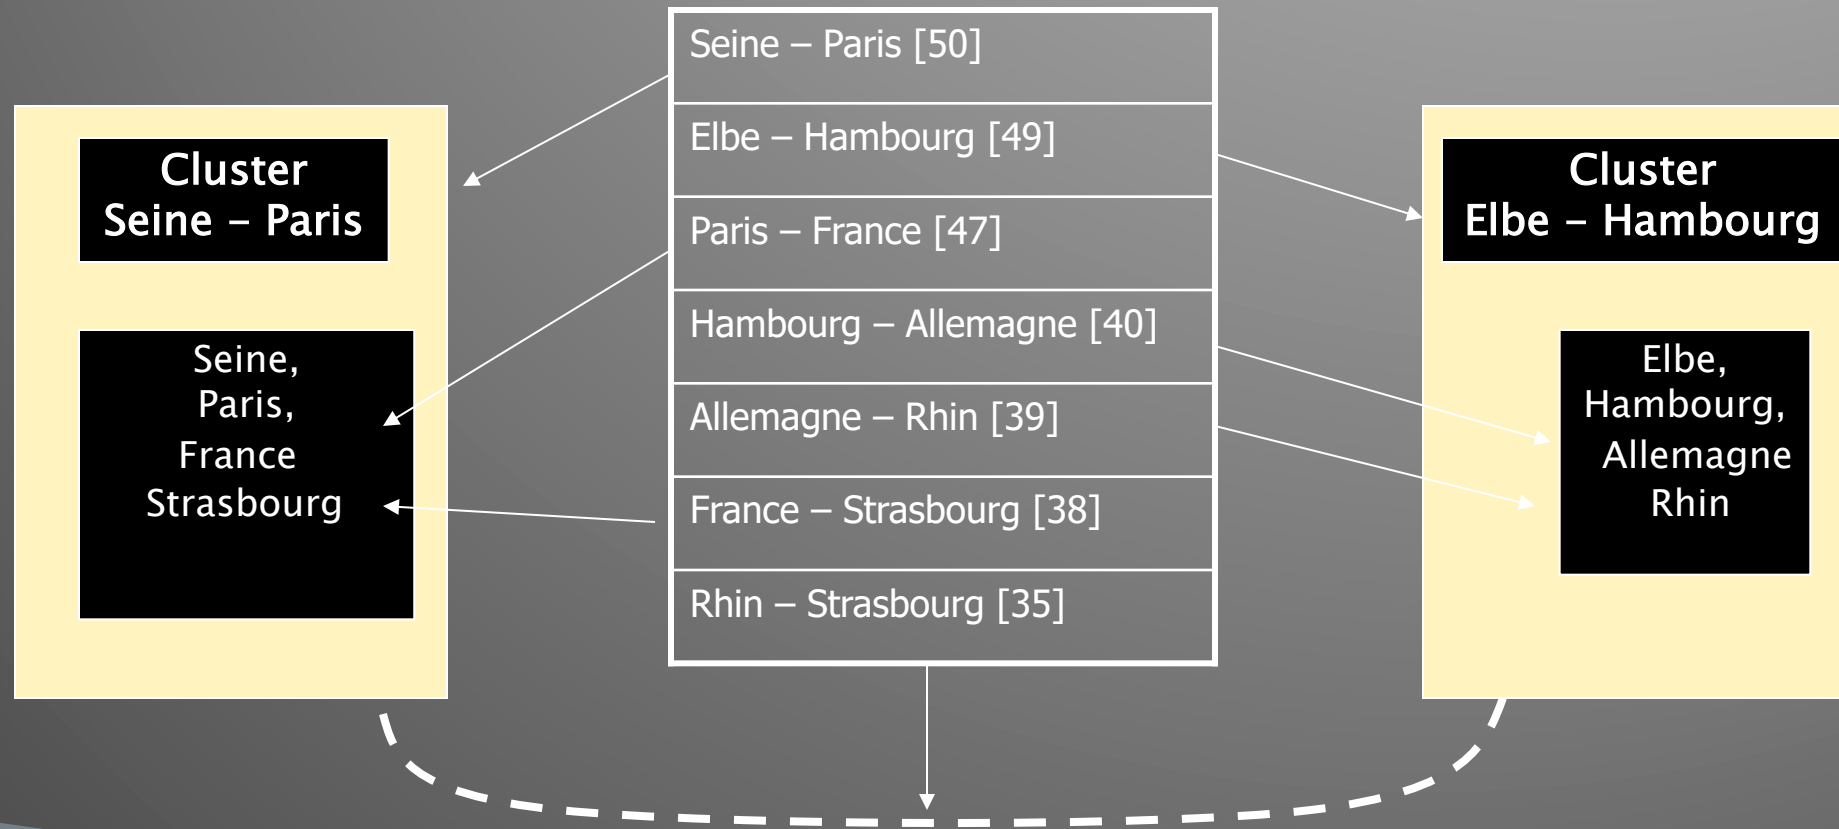 Seine – Paris [50]
Elbe – Hambourg [49]
Paris – France [47]
Hambourg – Allemagne [40]
Allemagne – Rhin [39]
France – Strasbourg [38]
Rhin – Strasbourg [35]
Cluster
Seine – Paris
Seine,
Paris,
France
Strasbourg
Cluster
Elbe – Hambourg
Elbe,
Hambourg,
Allemagne
Rhin